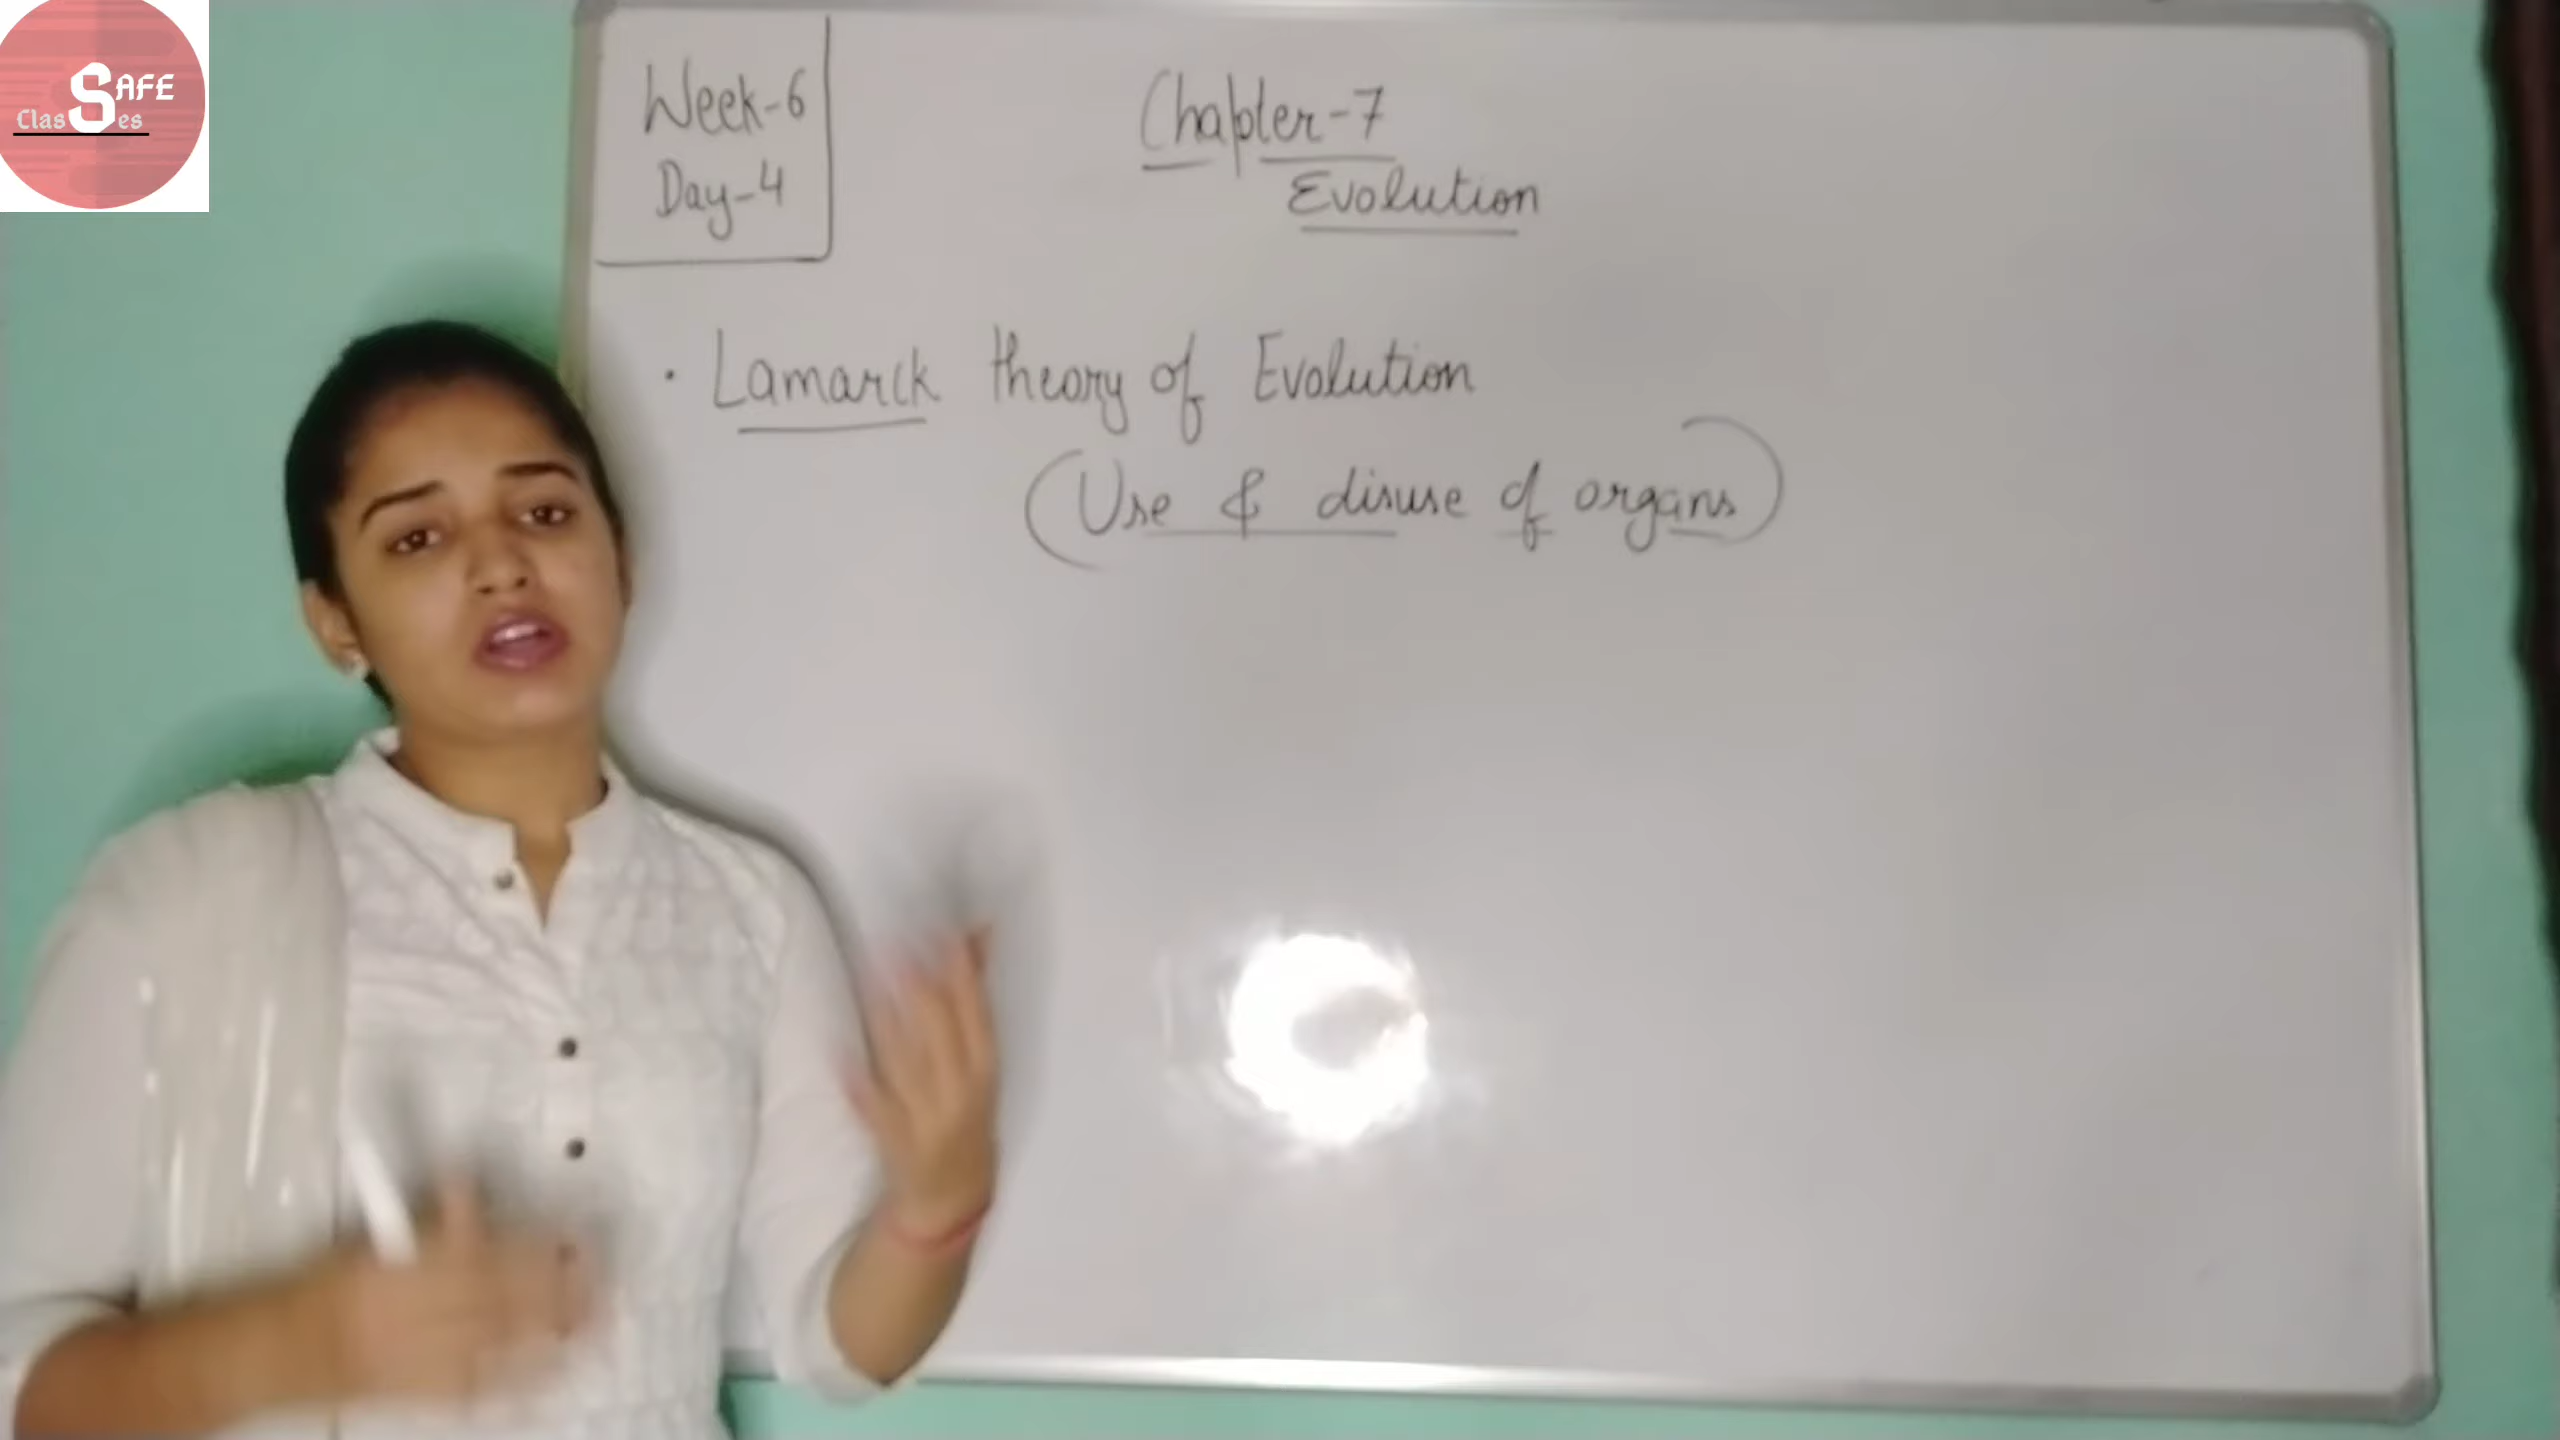 SAFE
Classes
Week-6
Day-4
Chapter-7
Evolution
• Lamarck theory of Evolution
(Use & disuse of organs)